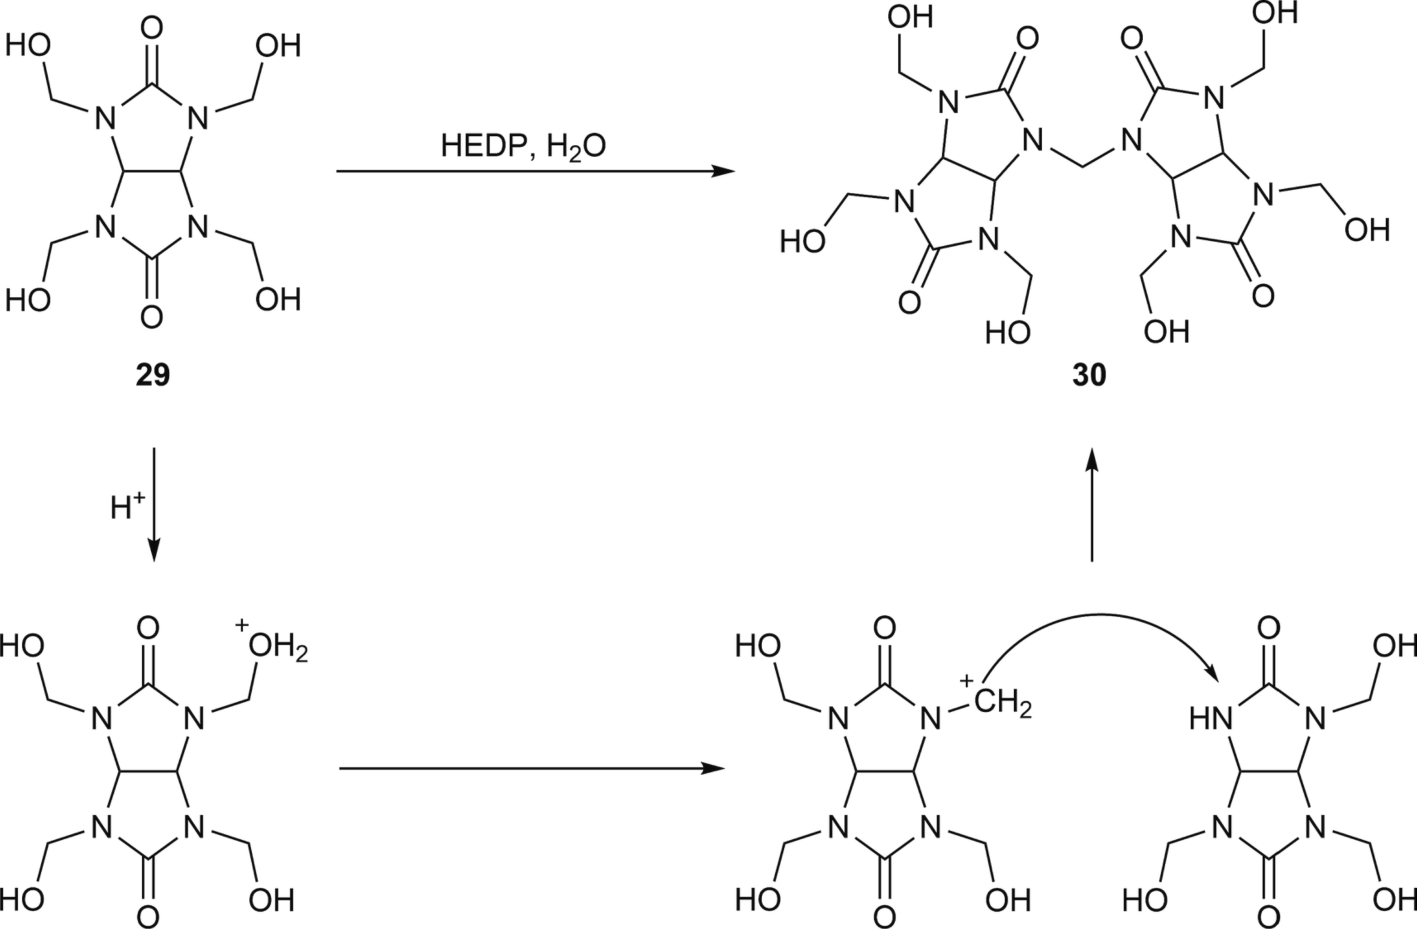 O
HO OH
N N
N N
HO OH
O
29
HEDP, H₂O
OH OH
O O
N N
N N
N N
N N
HO OH
O O
HO OH
30
H⁺
O +
HO OH₂
N N
N N
HO OH
O
O
HO
N N +CH₂
N N
HO OH
O
O
OH
HN N
N N
HO OH
O